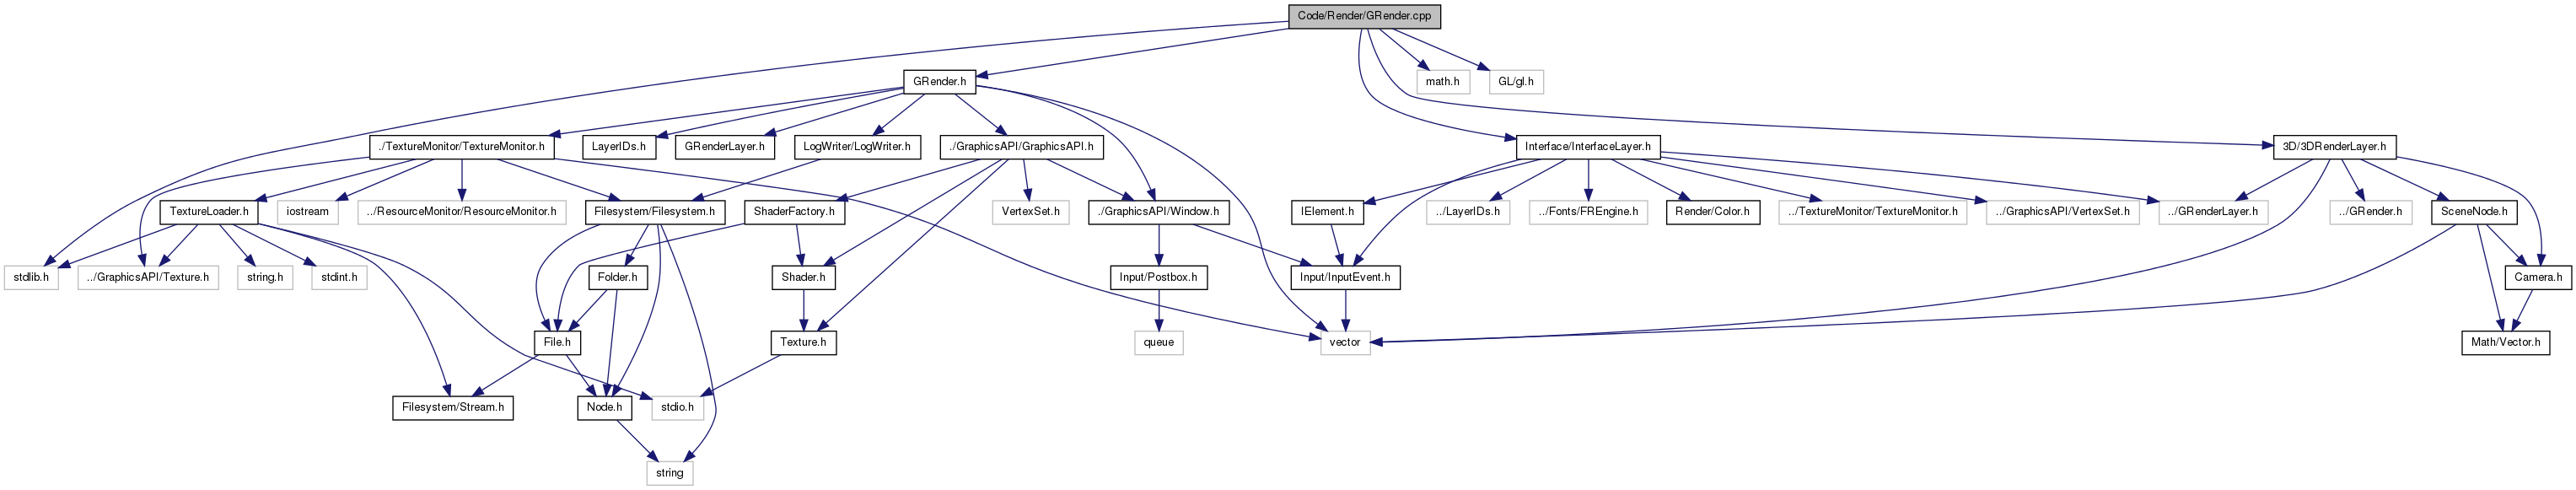 Code/Render/GRender.cpp
GRender.h
math.h
GL/gl.h
./TextureMonitor/TextureMonitor.h
LayerIDs.h
GRenderLayer.h
LogWriter/LogWriter.h
./GraphicsAPI/GraphicsAPI.h
Interface/InterfaceLayer.h
3D/3DRenderLayer.h
TextureLoader.h
iostream
../ResourceMonitor/ResourceMonitor.h
Filesystem/Filesystem.h
ShaderFactory.h
VertexSet.h
./GraphicsAPI/Window.h
IElement.h
../LayerIDs.h
../Fonts/FREngine.h
Render/Color.h
../TextureMonitor/TextureMonitor.h
../GraphicsAPI/VertexSet.h
../GRenderLayer.h
../GRender.h
SceneNode.h
stdlib.h
../GraphicsAPI/Texture.h
string.h
stdint.h
Folder.h
Shader.h
Input/Postbox.h
Input/InputEvent.h
Camera.h
File.h
Texture.h
queue
vector
Math/Vector.h
Filesystem/Stream.h
Node.h
stdio.h
string